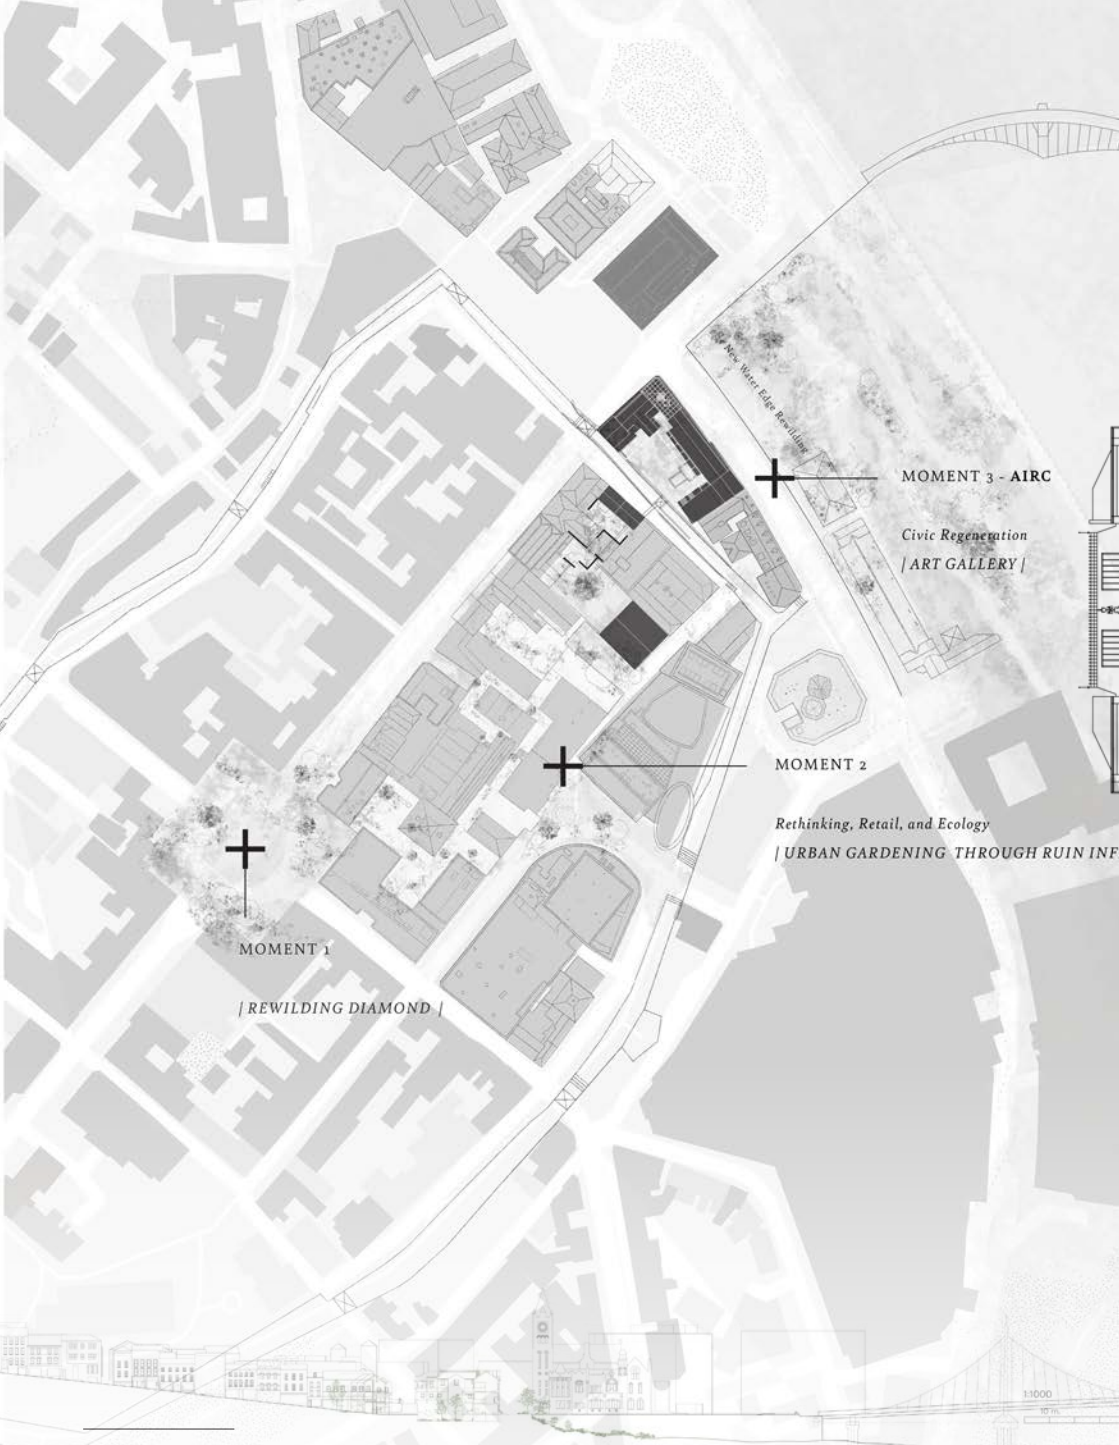 New Water Edge Rewilding
MOMENT 3 - AIRC
Civic Regeneration
| ART GALLERY |
MOMENT 2
Rethinking, Retail, and Ecology
| URBAN GARDENING THROUGH RUIN INF
MOMENT 1
| REWILDING DIAMOND |
1:1000
10 m.